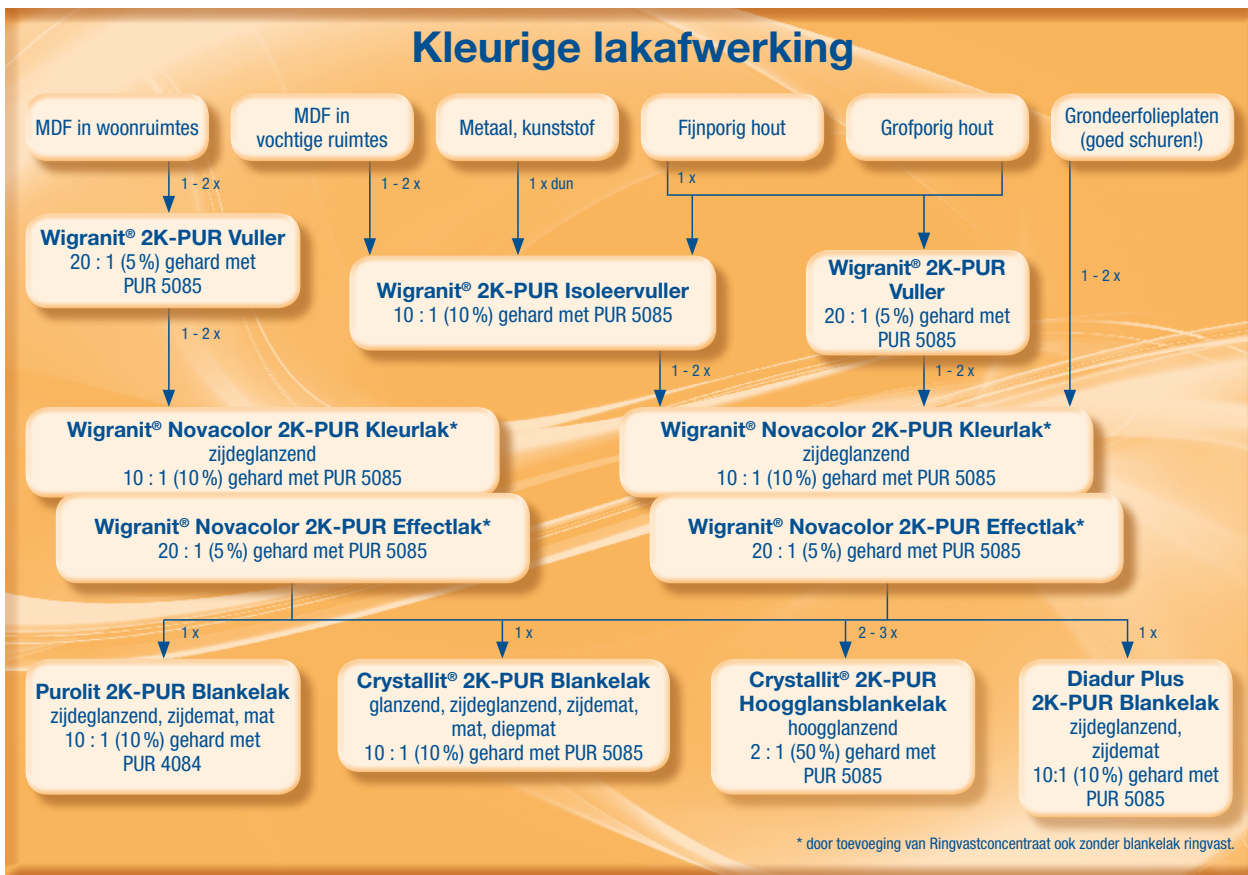 Kleurige lakafwerking
MDF in woonruimtes
MDF in
vochtige ruimtes
Metaal, kunststof
Fijnporig hout
Grofporig hout
Grondeerfolieplaten
(goed schuren!)
1 - 2 x
1 - 2 x
1 x dun
1 x
1 - 2 x
Wigranit® 2K-PUR Vuller
20 : 1 (5 %) gehard met
PUR 5085
Wigranit® 2K-PUR Isoleervuller
10 : 1 (10 %) gehard met PUR 5085
Wigranit® 2K-PUR
Vuller
20 : 1 (5 %) gehard met
PUR 5085
1 - 2 x
1 - 2 x
1 - 2 x
Wigranit® Novacolor 2K-PUR Kleurlak*
zijdeglanzend
10 : 1 (10 %) gehard met PUR 5085
Wigranit® Novacolor 2K-PUR Effectlak*
20 : 1 (5 %) gehard met PUR 5085
Wigranit® Novacolor 2K-PUR Kleurlak*
zijdeglanzend
10 : 1 (10 %) gehard met PUR 5085
Wigranit® Novacolor 2K-PUR Effectlak*
20 : 1 (5 %) gehard met PUR 5085
1 x
1 x
2 - 3 x
1 x
Purolit 2K-PUR Blankelak
zijdeglanzend, zijdemat, mat
10 : 1 (10 %) gehard met
PUR 4084
Crystallit® 2K-PUR Blankelak
glanzend, zijdeglanzend, zijdemat,
mat, diepmat
10 : 1 (10 %) gehard met PUR 5085
Crystallit® 2K-PUR
Hoogglansblankelak
hoogglanzend
2 : 1 (50 %) gehard met
PUR 5085
Diadur Plus
2K-PUR Blankelak
zijdeglanzend,
zijdemat
10:1 (10 %) gehard met
PUR 5085
* door toevoeging van Ringvastconcentraat ook zonder blankelak ringvast.